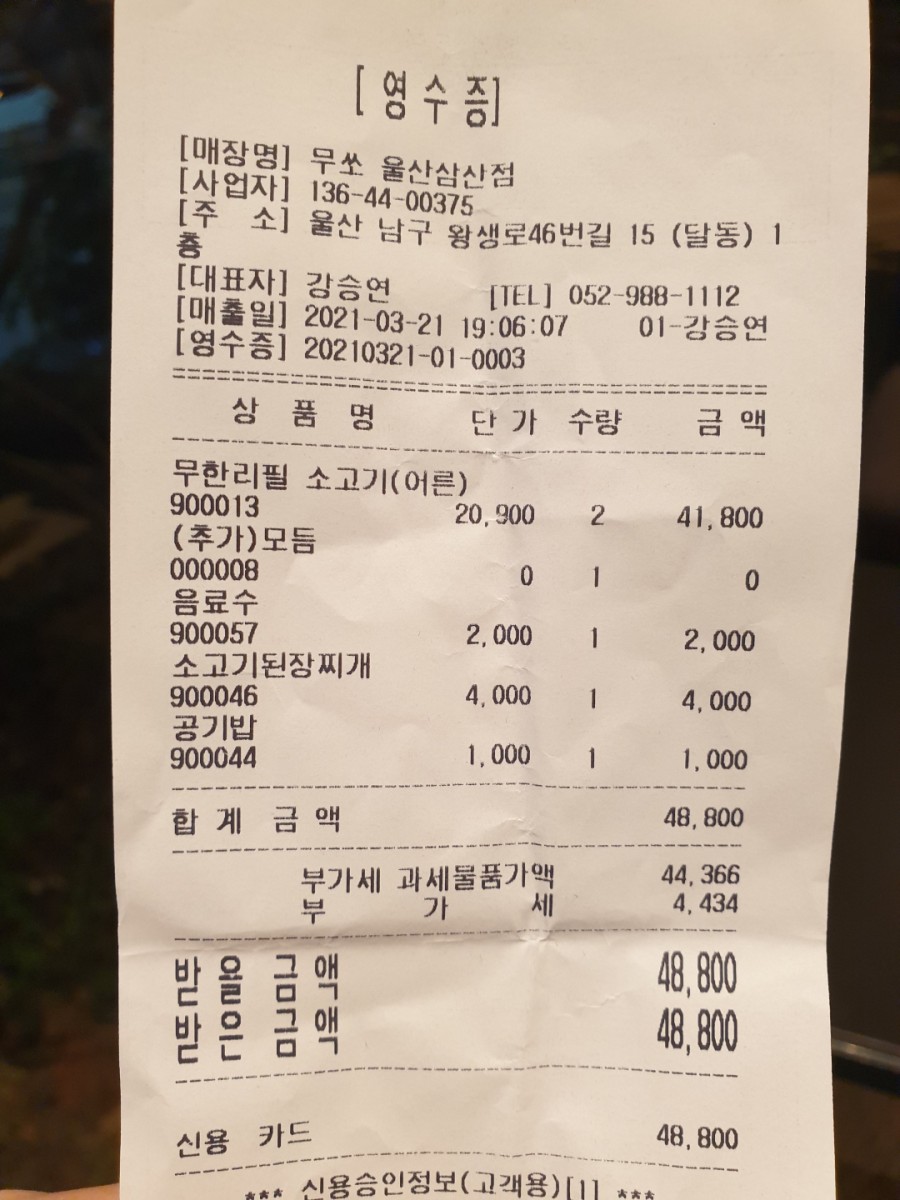 [ 영 수 증]
[매장명] 무쏘 울산삼산점
[사업자] 136-44-00375
[주 소] 울산 남구 왕생로46번길 15 (달동) 1
층
[대표자] 강승연 [TEL] 052-988-1112
[매출일] 2021-03-21 19:06:07 01-강승연
[영수증] 20210321-01-0003
상 품 명 단 가 수량 금 액
무한리필 소고기(어른)
900013 20,900 2 41,800
(추가)모듬
000008 0 1 0
음료수
900057 2,000 1 2,000
소고기된장찌개
900046 4,000 1 4,000
공기밥
900044 1,000 1 1,000
합 계 금 액 48,800
부가세 과세물품가액 44,366
부 가 세 4,434
받 을 금 액 48,800
받 은 금 액 48,800
신용 카드 48,800
*** 신용승인정보(고객용)[1] ***